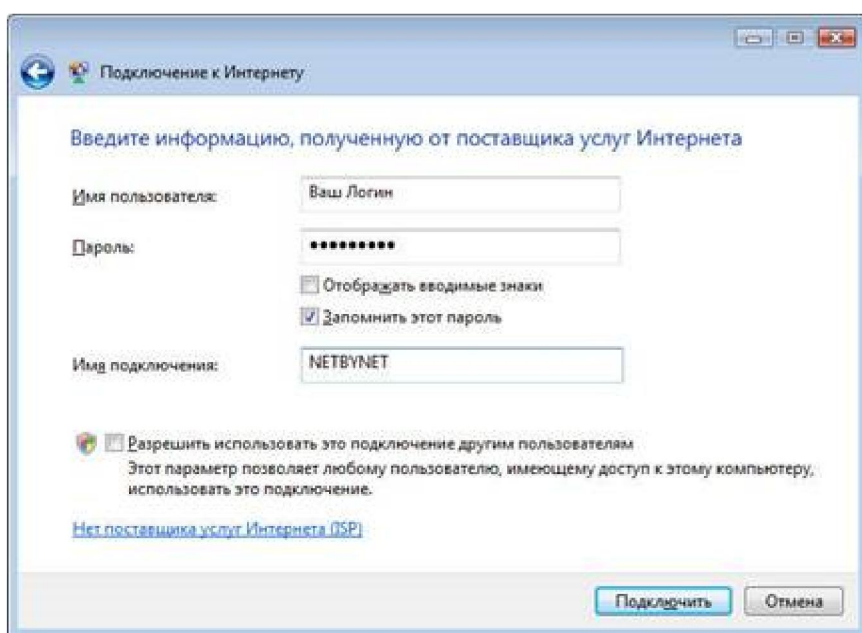 Подключение к Интернету
Введите информацию, полученную от поставщика услуг Интернета
Имя пользователя: Ваш Логин
Пароль: •••••••••
Отображать вводимые знаки
Запомнить этот пароль
Имя подключения: NETBYNET
Разрешить использовать это подключение другим пользователям
Этот параметр позволяет любому пользователю, имеющему доступ к этому компьютеру,
использовать это подключение.
Нет поставщика услуг Интернета (ISP)
Подключить Отмена